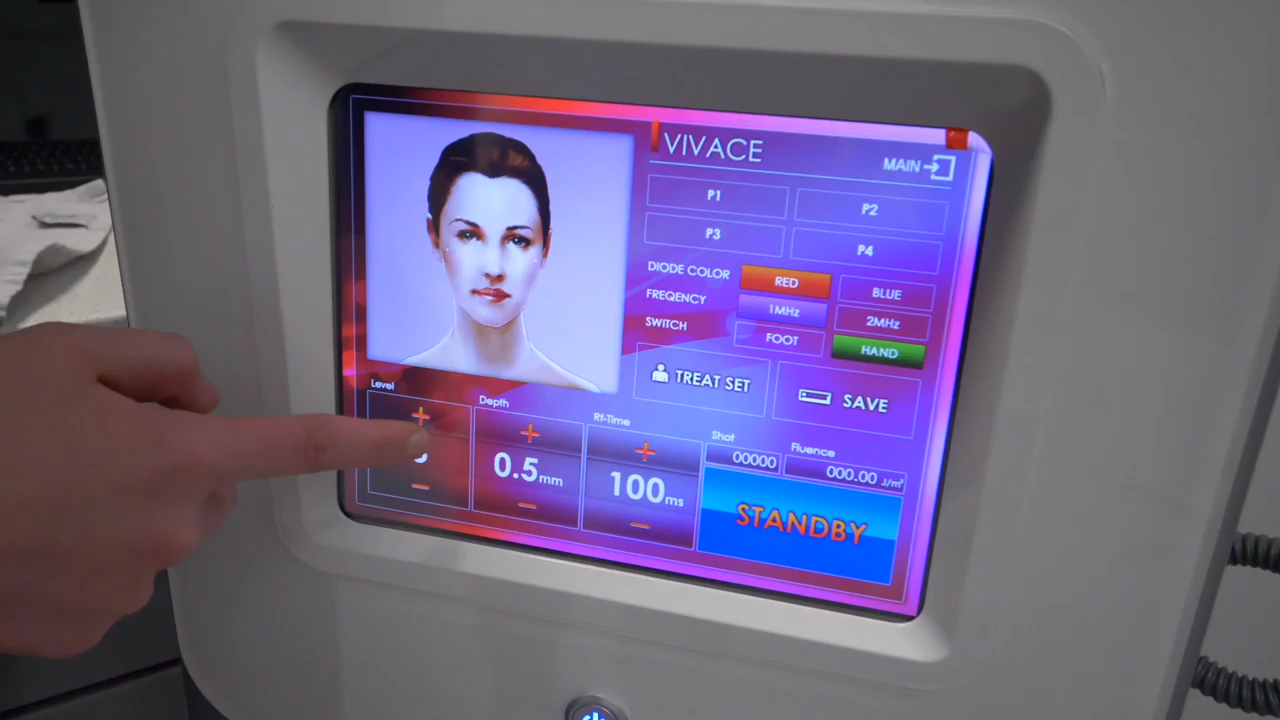 VIVACE
MAIN
P1
P2
P3
P4
DIODE COLOR
RED
BLUE
FREQENCY
1MHz
2MHz
SWITCH
FOOT
HAND
TREAT SET
SAVE
Level
+
-
Depth
+
0.5mm
-
Rf-Time
+
100ms
-
Shot
00000
Fluence
000.00 J/m²
STANDBY